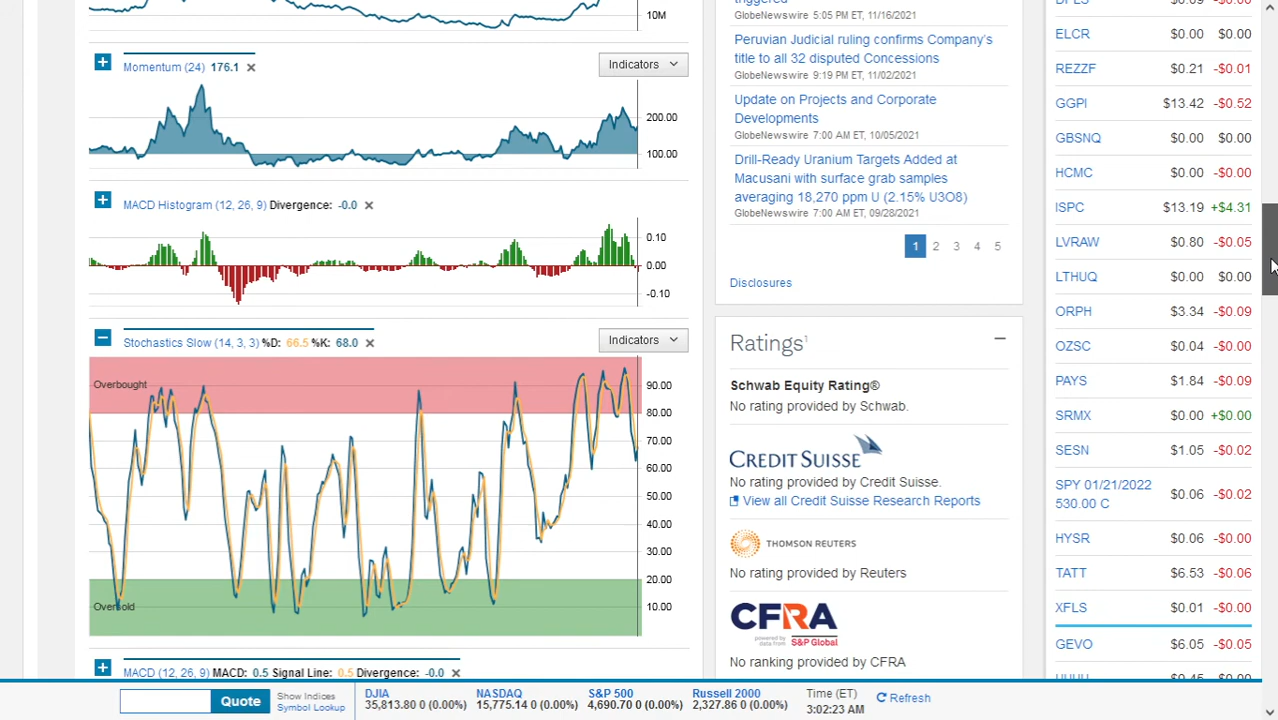 10M
Momentum (24) 176.1 ×
Indicators
200.00
100.00
MACD Histogram (12, 26, 9) Divergence: -0.0 ×
0.10
0.00
-0.10
Stochastics Slow (14, 3, 3) %D: 66.5 %K: 68.0 ×
Indicators
Overbought
90.00
80.00
70.00
60.00
50.00
40.00
30.00
20.00
Oversold
10.00
MACD (12, 26, 9) MACD: 0.5 Signal Line: 0.5 Divergence: -0.0 ×
triggered
GlobeNewswire 5:05 PM ET, 11/16/2021
Peruvian Judicial ruling confirms Company's
title to all 32 disputed Concessions
GlobeNewswire 9:19 PM ET, 11/02/2021
Update on Projects and Corporate
Developments
GlobeNewswire 7:00 AM ET, 10/05/2021
Drill-Ready Uranium Targets Added at
Macusani with surface grab samples
averaging 18,270 ppm U (2.15% U3O8)
GlobeNewswire 7:00 AM ET, 09/28/2021
1 2 3 4 5
Disclosures
Ratings¹
Schwab Equity Rating®
No rating provided by Schwab.
CREDIT SUISSE
No rating provided by Credit Suisse.
View all Credit Suisse Research Reports
THOMSON REUTERS
No rating provided by Reuters
CFRA
powered by
data from S&P Global
No ranking provided by CFRA
ELCR $0.00 $0.00
REZZF $0.21 -$0.01
GGPI $13.42 -$0.52
GBSNQ $0.00 $0.00
HCMC $0.00 -$0.00
ISPC $13.19 +$4.31
LVRAW $0.80 -$0.05
LTHUQ $0.00 $0.00
ORPH $3.34 -$0.09
OZSC $0.04 -$0.00
PAYS $1.84 -$0.09
SRMX $0.00 +$0.00
SESN $1.05 -$0.02
SPY 01/21/2022
530.00 C $0.06 -$0.02
HYSR $0.06 -$0.00
TATT $6.53 -$0.06
XFLS $0.01 -$0.00
GEVO $6.05 -$0.05
Quote
Show Indices
Symbol Lookup
DJIA
35,813.80 0 (0.00%)
NASDAQ
15,775.14 0 (0.00%)
S&P 500
4,690.70 0 (0.00%)
Russell 2000
2,327.86 0 (0.00%)
Time (ET)
3:02:23 AM
Refresh